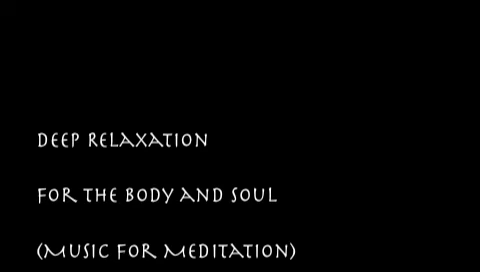 Deep Relaxation
for the Body and Soul
(Music for Meditation)